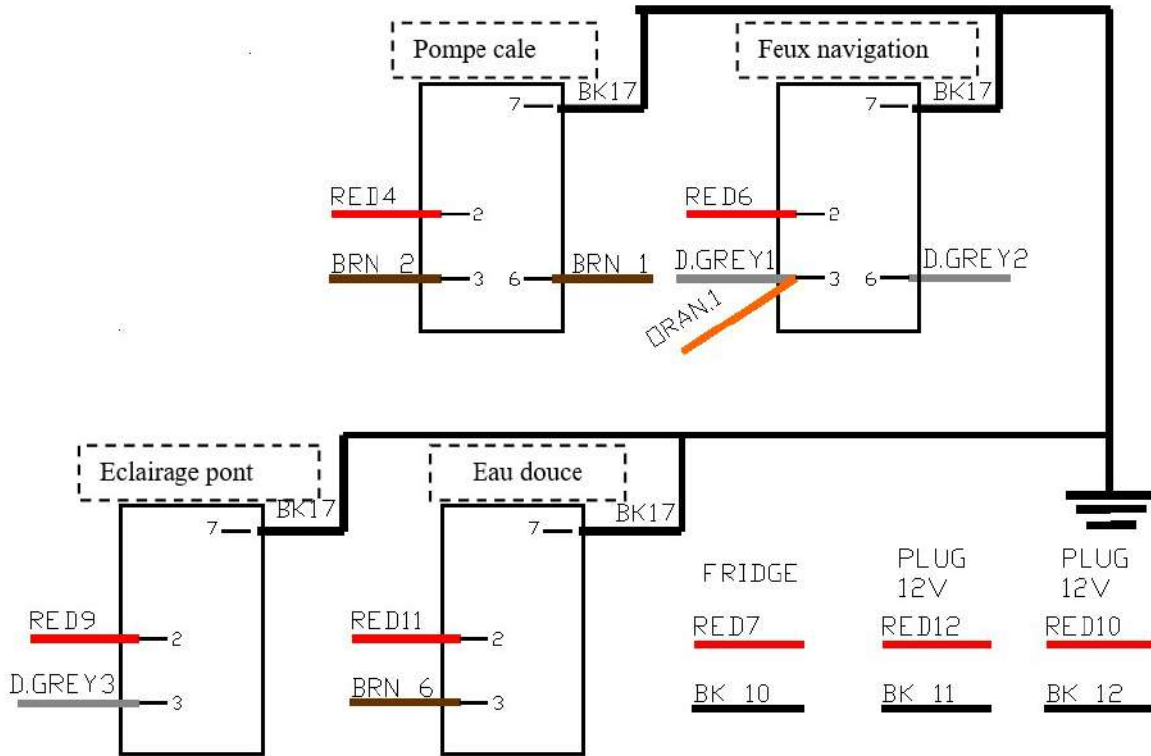 Pompe cale
Feux navigation
7
BK17
7
BK17
RED4
2
RED6
2
BRN 2
3
6
BRN 1
D.GREY1
3
6
D.GREY2
ORAN.1
Eclairage pont
Eau douce
7
BK17
7
BK17
FRIDGE
PLUG
12V
PLUG
12V
RED9
2
RED11
2
RED7
RED12
RED10
D.GREY3
3
BRN 6
3
BK 10
BK 11
BK 12